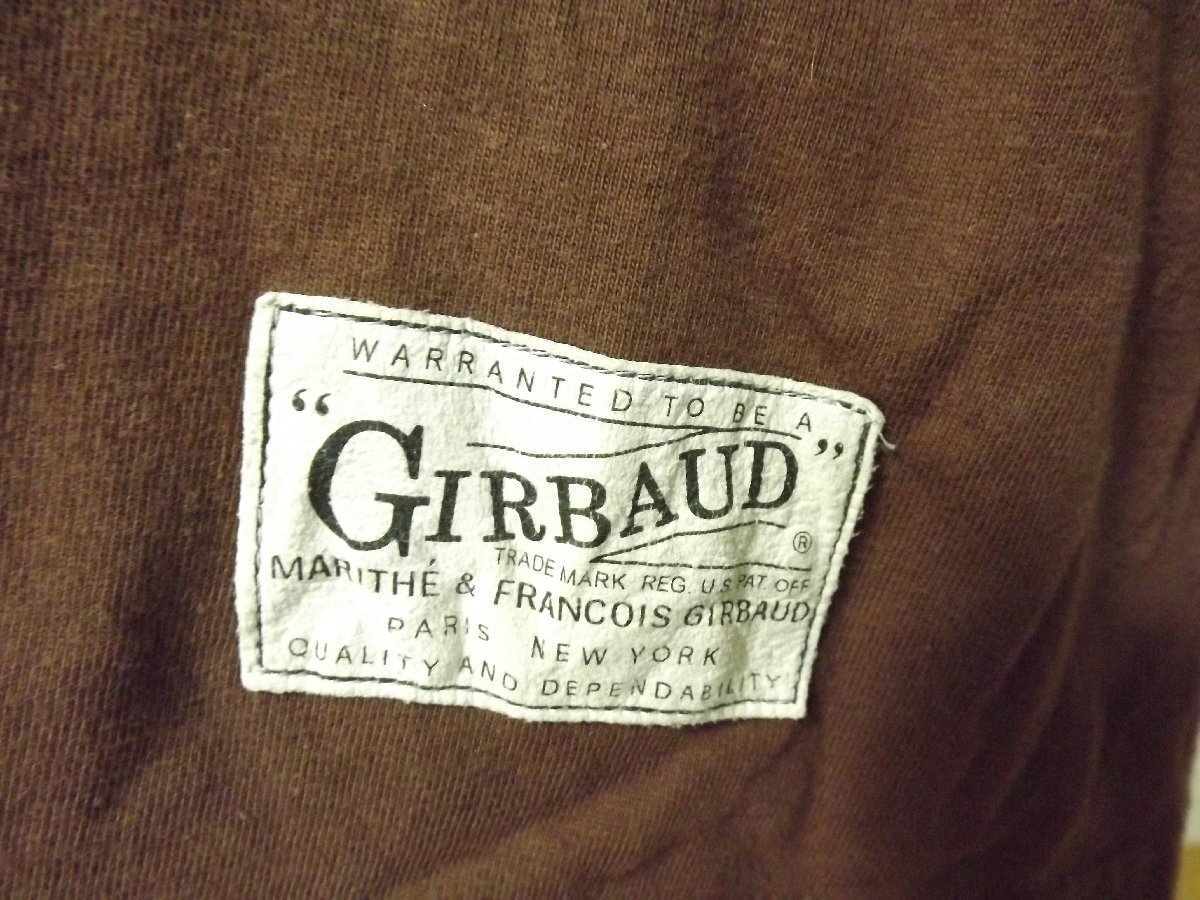 WARRANTED TO BE A
“GIRBAUD”
®
TRADE MARK REG. U.S. PAT. OFF
MARITHÉ & FRANCOIS GIRBAUD
PARIS NEW YORK
QUALITY AND DEPENDABILITY